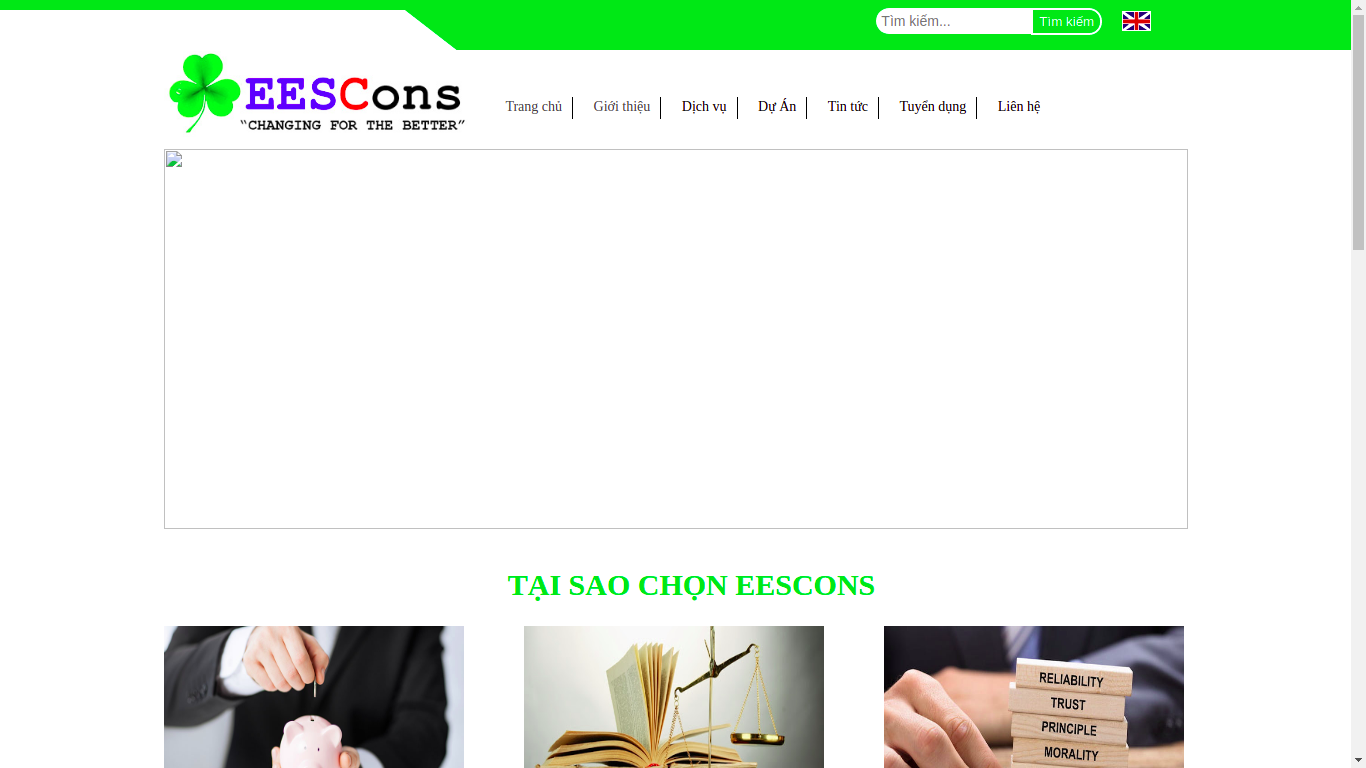 Tìm kiếm...
Tìm kiếm
EESCons
“CHANGING FOR THE BETTER”
Trang chủ
Giới thiệu
Dịch vụ
Dự Án
Tin tức
Tuyển dụng
Liên hệ
TẠI SAO CHỌN EESCONS
RELIABILITY
TRUST
PRINCIPLE
MORALITY